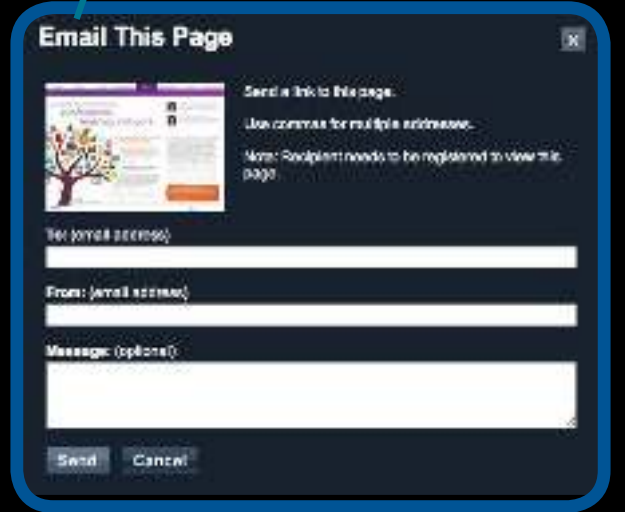 Email This Page
x
Send a link to this page.
Use commas for multiple addresses.
Note: Recipient needs to be registered to view this
page.
To: (email address)
From: (email address)
Message: (optional)
Send Cancel